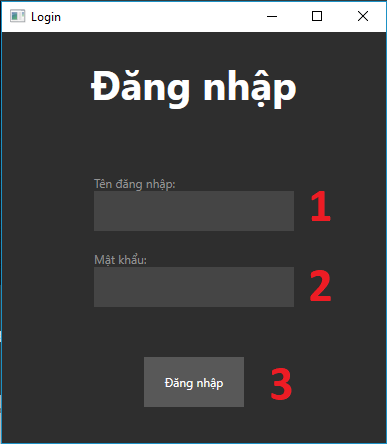 Login
Đăng nhập
Tên đăng nhập:
1
Mật khẩu:
2
Đăng nhập
3